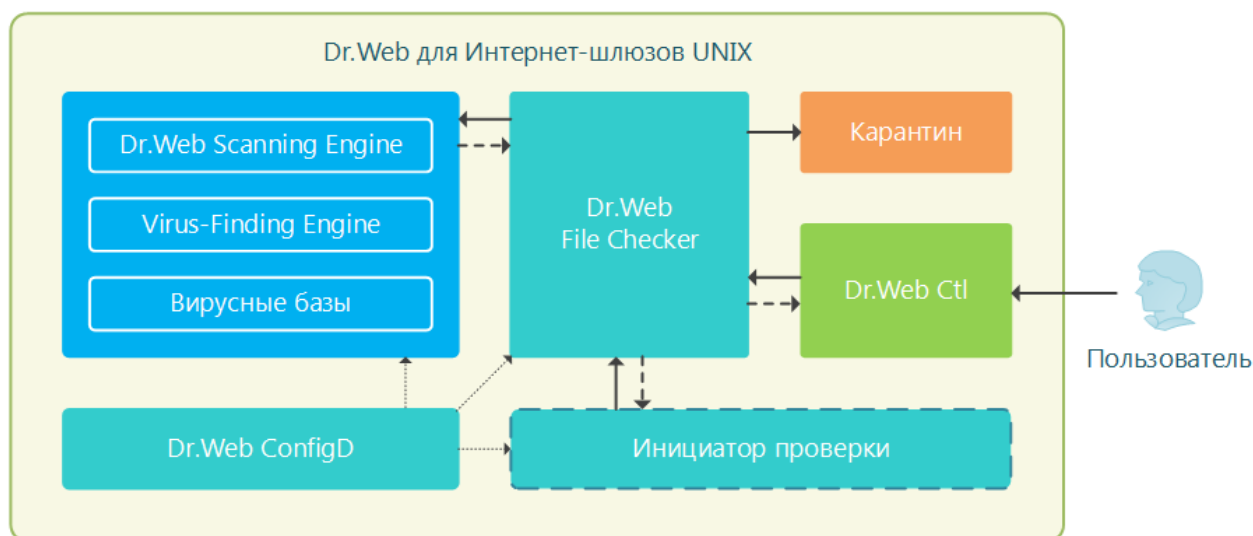 Dr.Web для Интернет-шлюзов UNIX
Dr.Web Scanning Engine
Virus-Finding Engine
Вирусные базы
Dr.Web
File Checker
Карантин
Dr.Web Ctl
Пользователь
Dr.Web ConfigD
Инициатор проверки